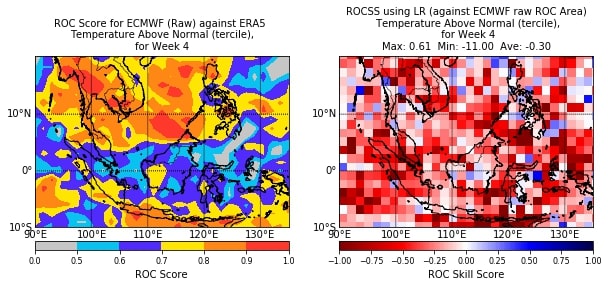 ROC Score for ECMWF (Raw) against ERA5
Temperature Above Normal (tercile),
for Week 4
10°N
0°
10°S
90°E 100°E 110°E 120°E 130°E
0.0 0.5 0.6 0.7 0.8 0.9 1.0
ROC Score
ROCSS using LR (against ECMWF raw ROC Area)
Temperature Above Normal (tercile),
for Week 4
Max: 0.61 Min: -11.00 Ave: -0.30
10°N
0°
10°S
90°E 100°E 110°E 120°E 130°E
−1.00 −0.75 −0.50 −0.25 0.00 0.25 0.50 0.75 1.00
ROC Skill Score